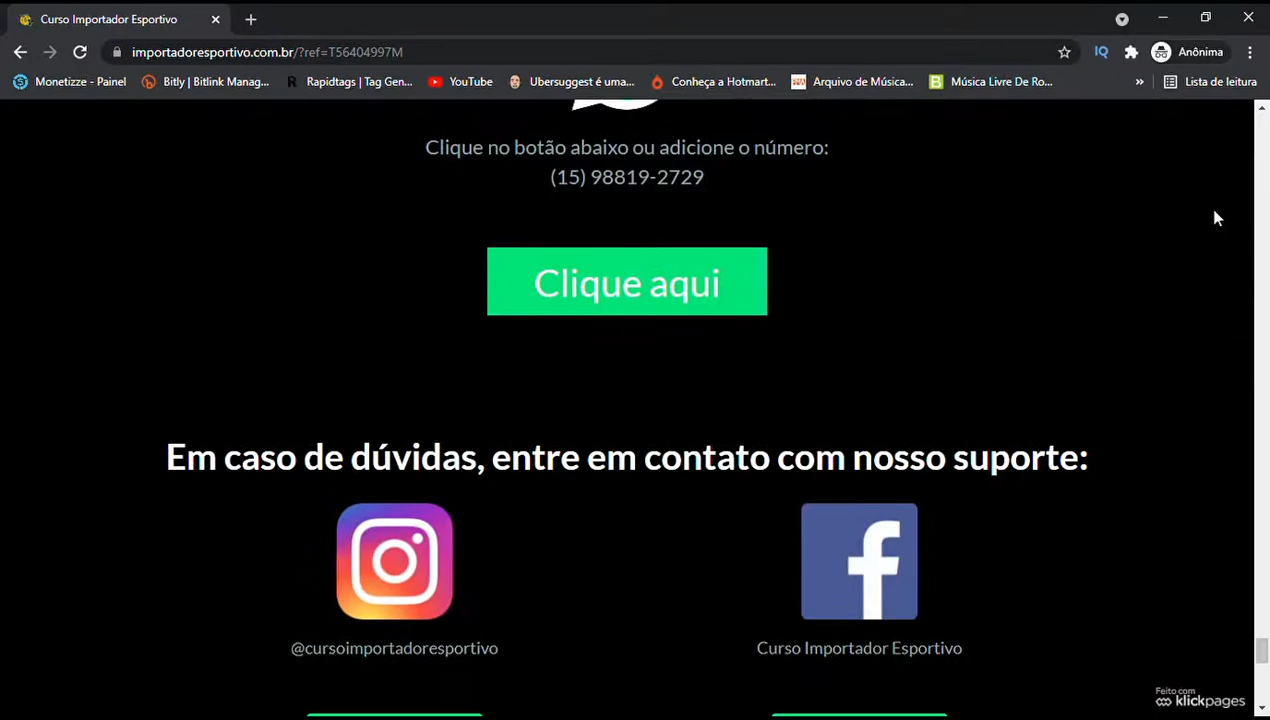 Curso Importador Esportivo
importadoresportivo.com.br/?ref=T56404997M
IQ
Anônima
Monetizze - Painel
Bitly | Bitlink Manag...
Rapidtags | Tag Gen...
YouTube
Ubersuggest é uma...
Conheça a Hotmart...
Arquivo de Música...
Música Livre De Ro...
»
Lista de leitura
Clique no botão abaixo ou adicione o número:
(15) 98819-2729
Clique aqui
Em caso de dúvidas, entre em contato com nosso suporte:
@cursoimportadoresportivo
Curso Importador Esportivo
Feito com
klickpages